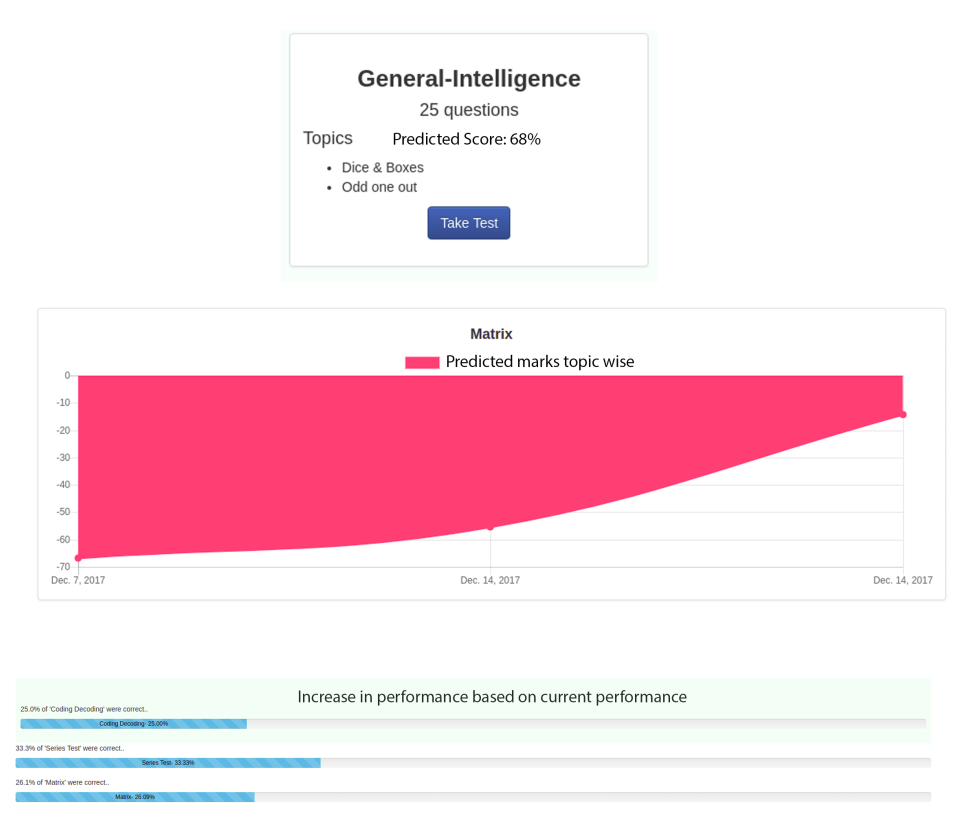 General-Intelligence
25 questions
Topics Predicted Score: 68%
• Dice & Boxes
• Odd one out
Take Test
Matrix
Predicted marks topic wise
0
-10
-20
-30
-40
-50
-60
-70
Dec. 7, 2017 Dec. 14, 2017 Dec. 14, 2017
Increase in performance based on current performance
25.0% of 'Coding Decoding' were correct..
Coding Decoding- 25.00%
33.3% of 'Series Test' were correct..
Series Test- 33.33%
26.1% of 'Matrix' were correct..
Matrix- 26.09%